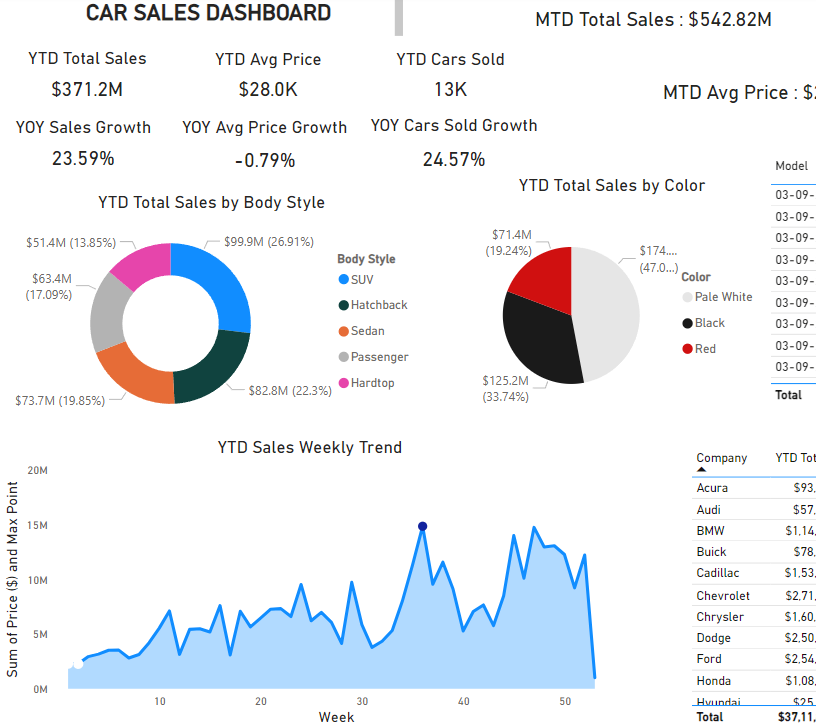 CAR SALES DASHBOARD
MTD Total Sales : $542.82M
YTD Total Sales
YTD Avg Price
YTD Cars Sold
$371.2M
$28.0K
13K
MTD Avg Price : $2
YOY Sales Growth
YOY Avg Price Growth
YOY Cars Sold Growth
23.59%
-0.79%
24.57%
YTD Total Sales by Body Style
$51.4M (13.85%)
$99.9M (26.91%)
$63.4M
(17.09%)
$73.7M (19.85%)
$82.8M (22.3%)
Body Style
SUV
Hatchback
Sedan
Passenger
Hardtop
YTD Total Sales by Color
$71.4M
(19.24%)
$174....
(47.0...)
$125.2M
(33.74%)
Color
Pale White
Black
Red
Model
03-09-
03-09-
03-09-
03-09-
03-09-
03-09-
03-09-
03-09-
03-09-
Total
YTD Sales Weekly Trend
Sum of Price ($) and Max Point
20M
15M
10M
5M
0M
10
20
30
40
50
Week
Company YTD Tot
Acura $93,
Audi $57,
BMW $1,14,
Buick $78,
Cadillac $1,53,
Chevrolet $2,71,
Chrysler $1,60,
Dodge $2,50,
Ford $2,54,
Honda $1,08,
Hyundai $25
Total $37,11,